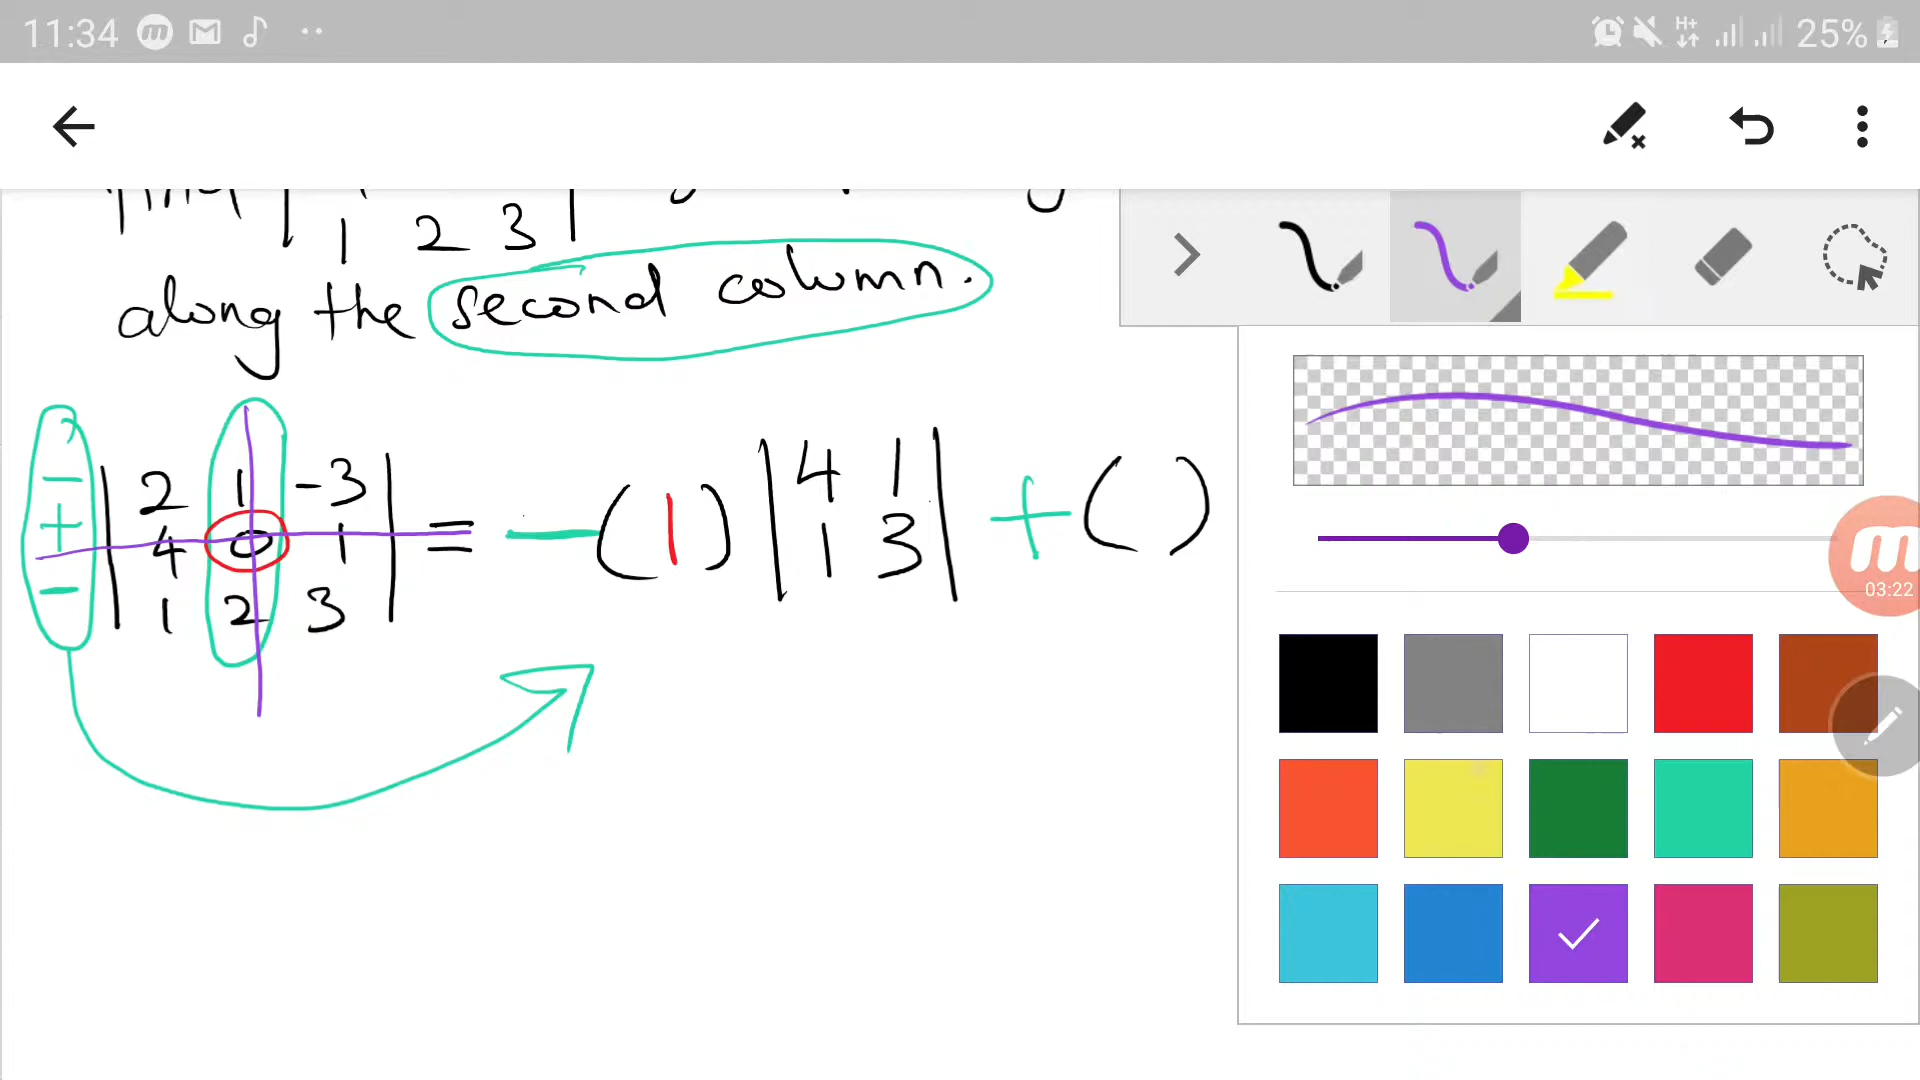 11:34 25%
find
1 2 3
along the second column.
- | 2 1 -3 |
+ | 4 0 1 | = - (1) | 4 1 | + ( )
- | 1 2 3 | | 1 3 |
03:22